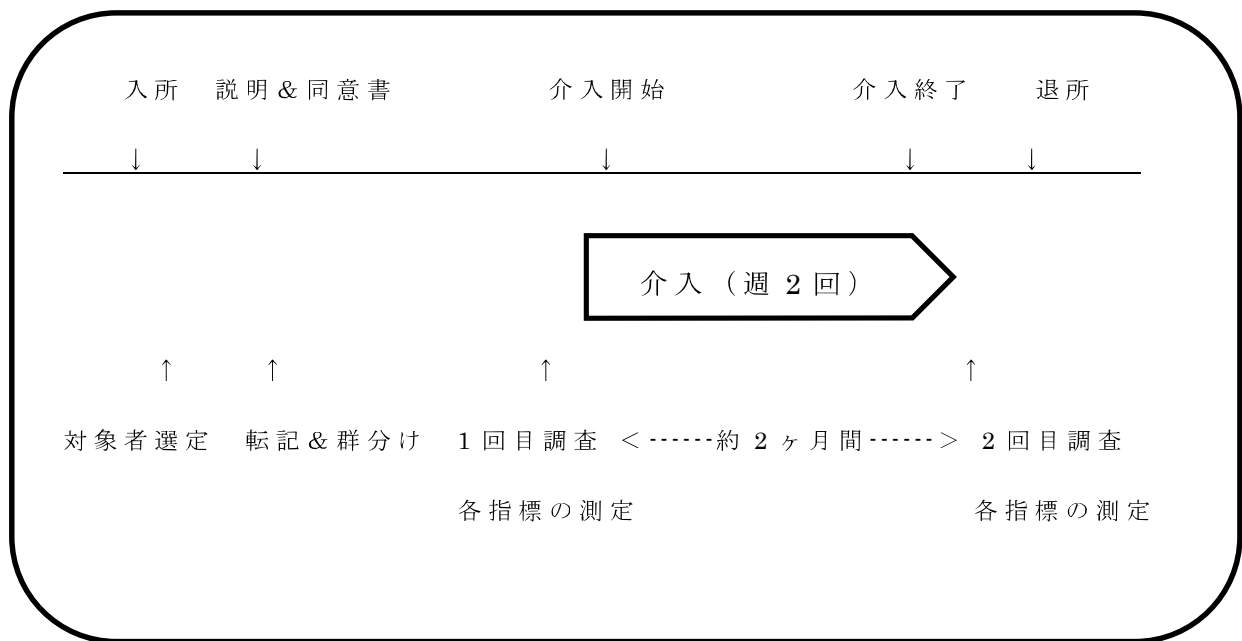 入所 説明&同意書 介入開始 介入終了 退所
↓ ↓ ↓ ↓ ↓
介入(週 2 回)
↑ ↑ ↑ ↑
対象者選定 転記&群分け 1 回目調査 <------約 2 ヶ月間------> 2 回目調査
各指標の測定 各指標の測定